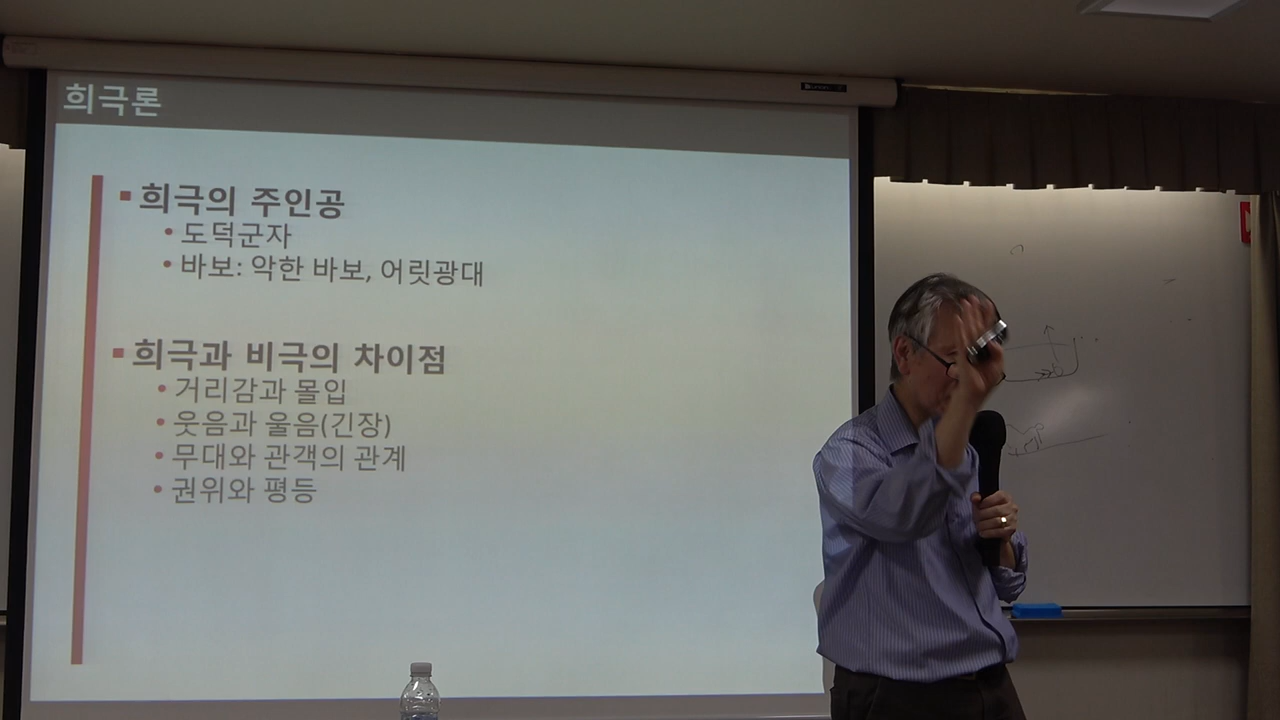 희극론
희극의 주인공
도덕군자
바보: 악한 바보, 어릿광대
희극과 비극의 차이점
거리감과 몰입
웃음과 울음(긴장)
무대와 관객의 관계
권위와 평등